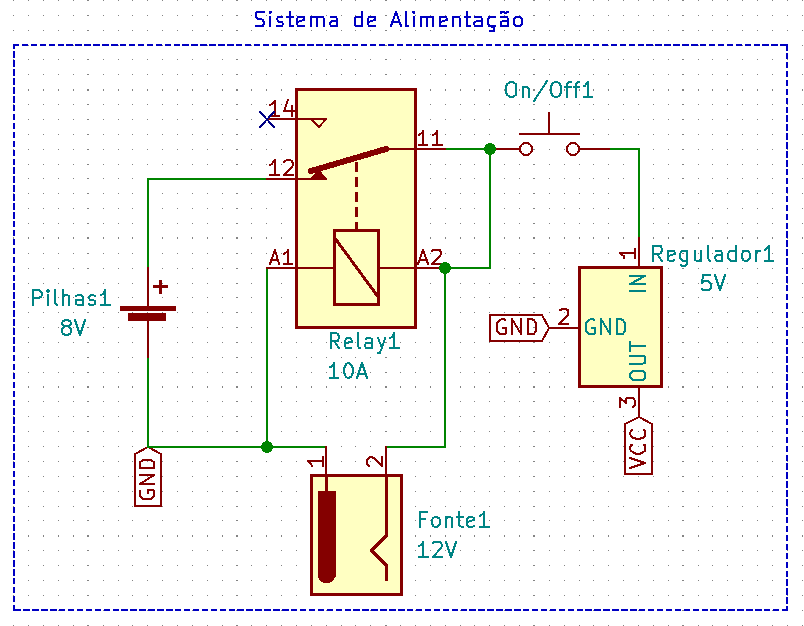 Sistema de Alimentação
On/Off1
14
11
12
A1
A2
+
Pilhas1
8V
Relay1
10A
1
Regulador1
5V
IN
GND
2
GND
OUT
3
VCC
GND
1
2
Fonte1
12V